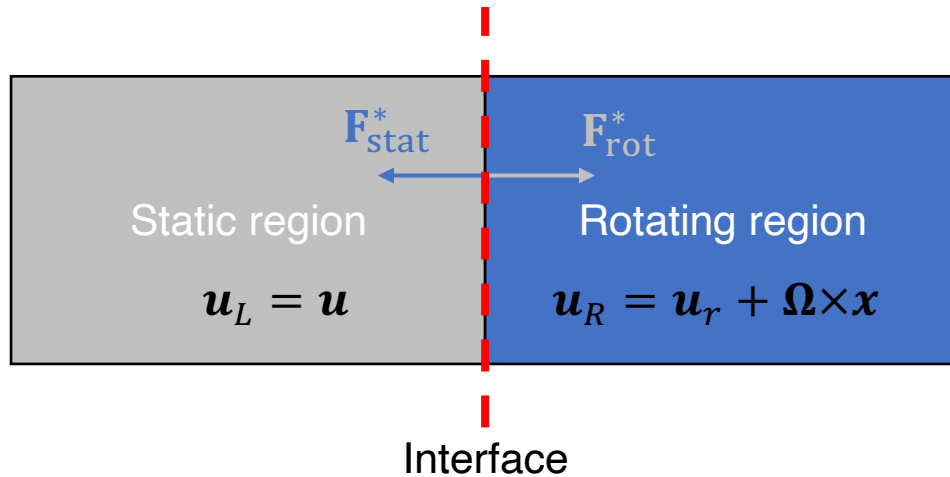 F*stat F*rot
Static region Rotating region
u_L = u u_R = u_r + Ω×x
Interface